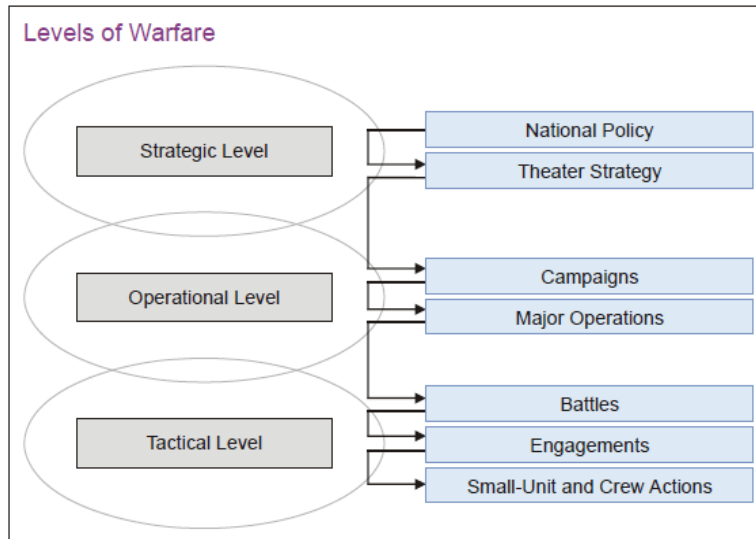 Levels of Warfare
Strategic Level
National Policy
Theater Strategy
Operational Level
Campaigns
Major Operations
Tactical Level
Battles
Engagements
Small-Unit and Crew Actions